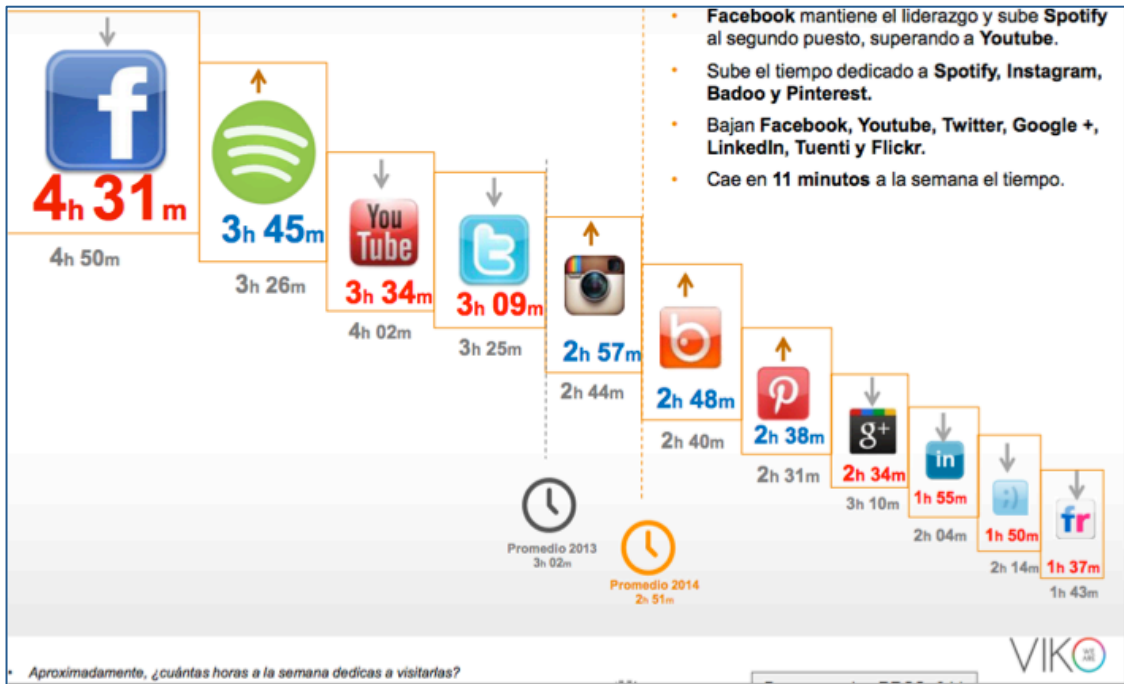 • Facebook mantiene el liderazgo y sube Spotify
al segundo puesto, superando a Youtube.
• Sube el tiempo dedicado a Spotify, Instagram,
Badoo y Pinterest.
• Bajan Facebook, Youtube, Twitter, Google +,
LinkedIn, Tuenti y Flickr.
• Cae en 11 minutos a la semana el tiempo.
f
4h 31m
4h 50m
3h 45m
3h 26m
You
Tube
3h 34m
4h 02m
t
3h 09m
3h 25m
2h 57m
2h 44m
b
2h 48m
2h 40m
P
2h 38m
2h 31m
g+
2h 34m
3h 10m
in
1h 55m
2h 04m
;)
1h 50m
2h 14m
fr
1h 37m
1h 43m
Promedio 2013
3h 02m
Promedio 2014
2h 51m
VIKO
WE
ARE
• Aproximadamente, ¿cuántas horas a la semana dedicas a visitarlas?